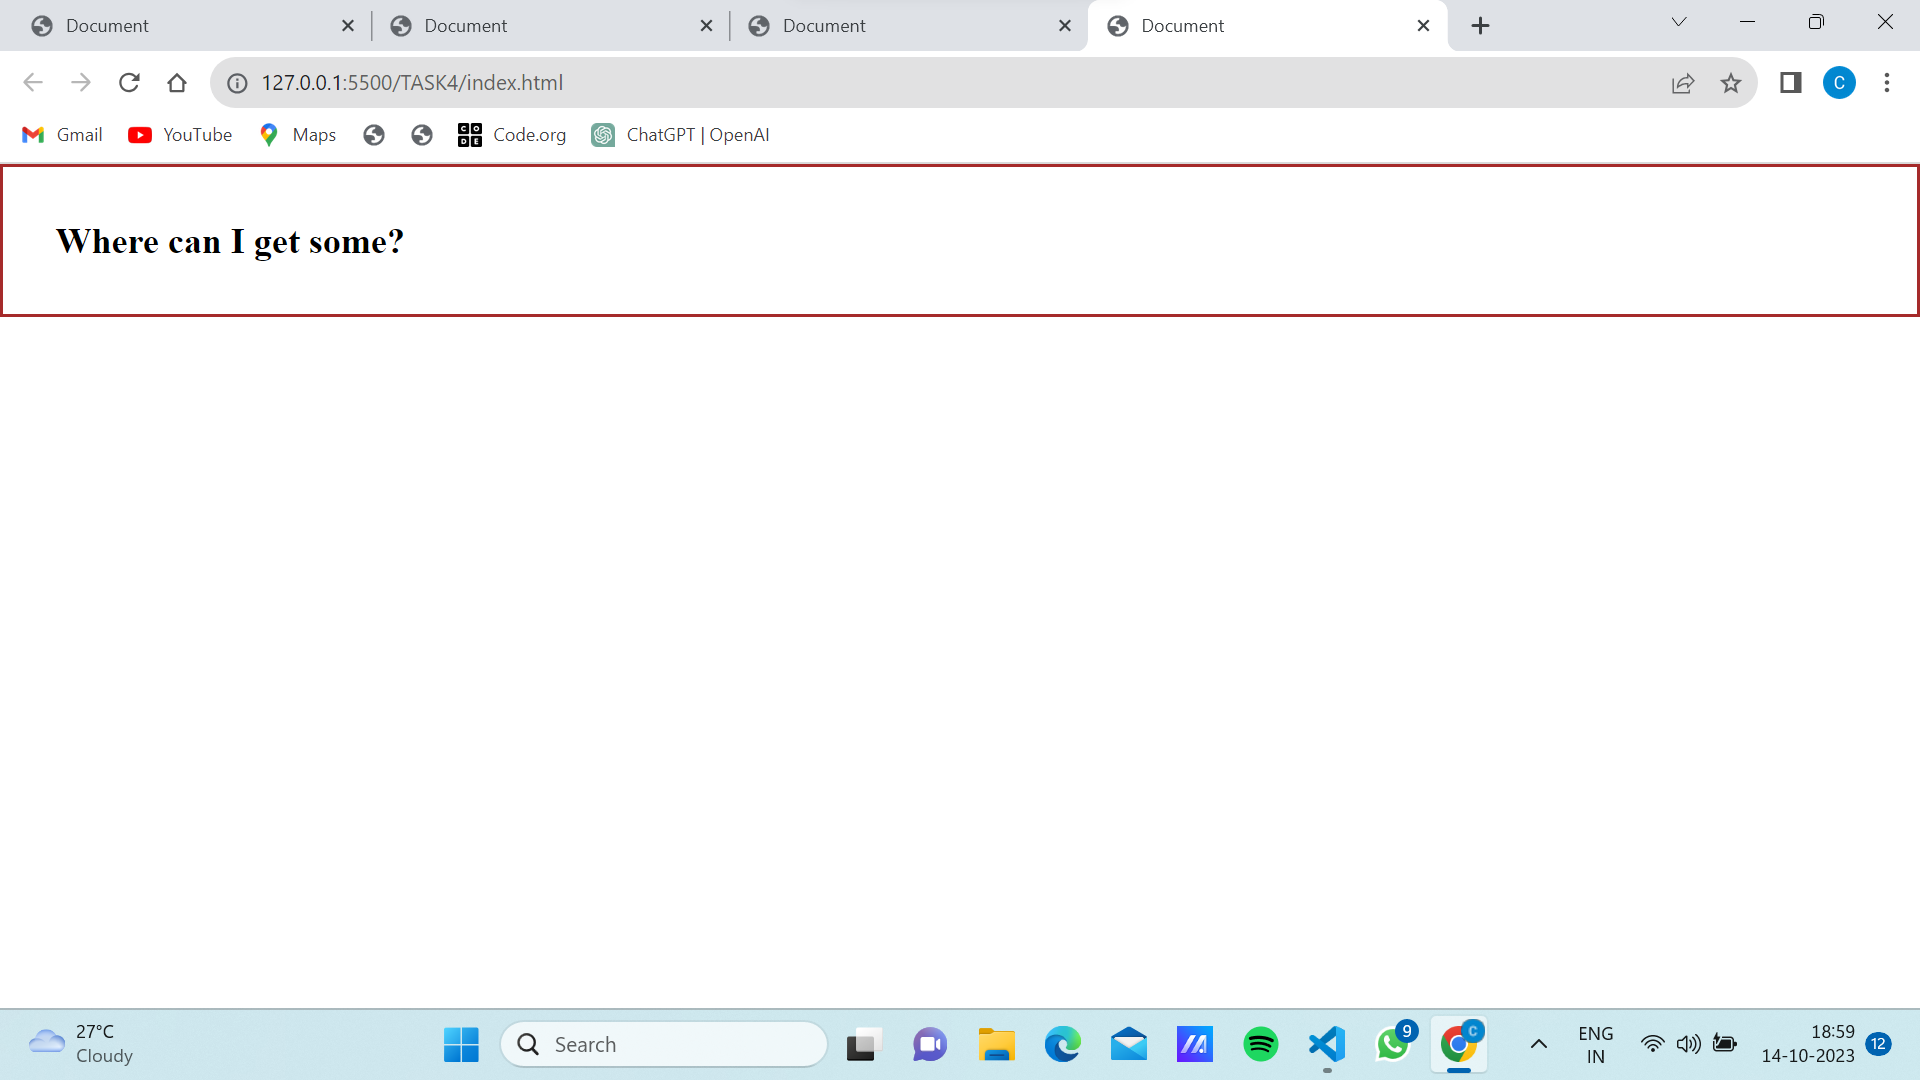 Document
Document
Document
Document
127.0.0.1:5500/TASK4/index.html
C
Gmail
YouTube
Maps
CODE
Code.org
ChatGPT | OpenAI
Where can I get some?
27°C
Cloudy
Search
9
C
ENG
IN
18:59
14-10-2023
12